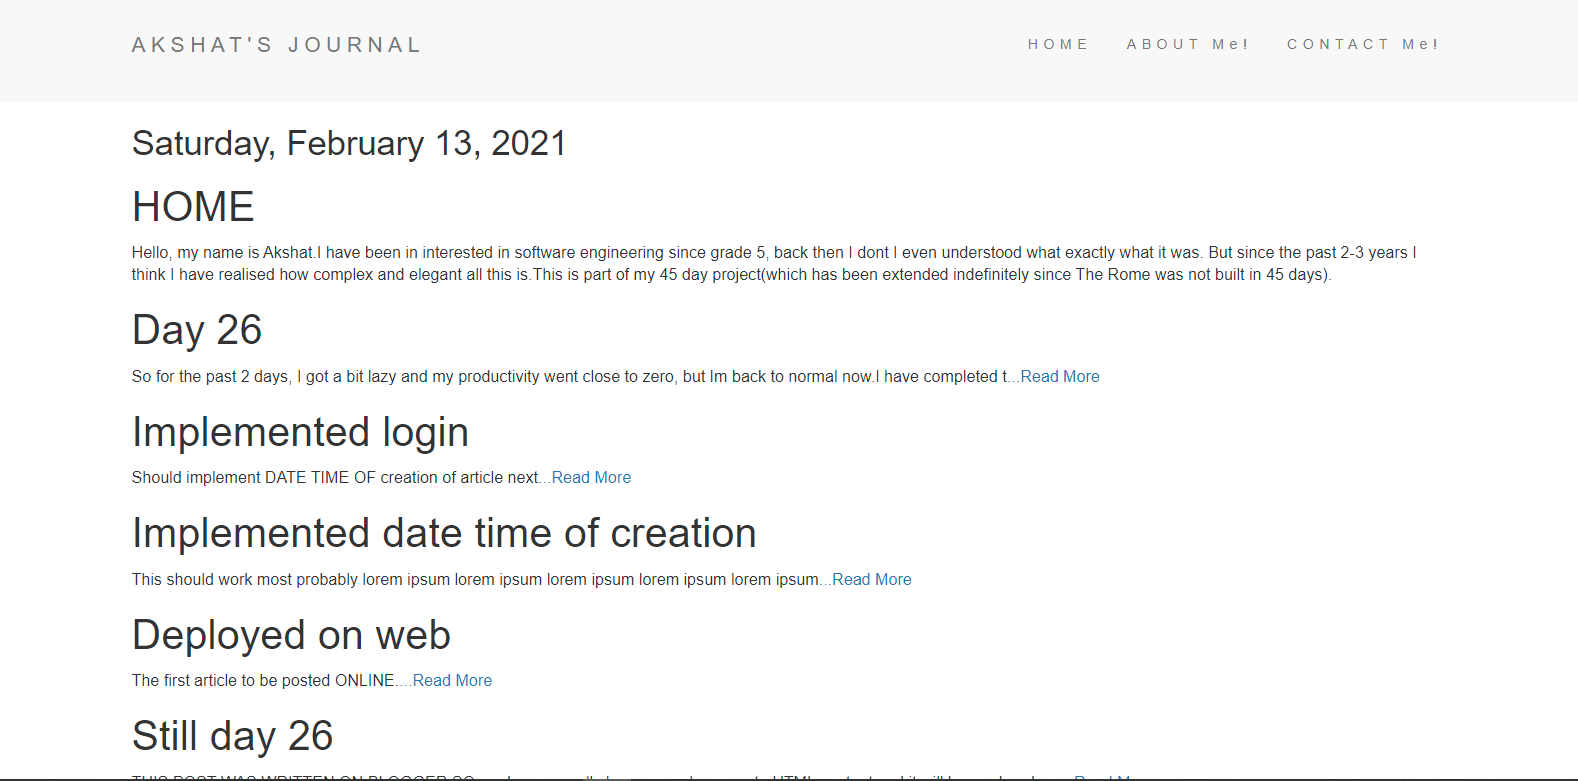 AKSHAT'S JOURNAL
HOME ABOUT Me! CONTACT Me!
Saturday, February 13, 2021
HOME
Hello, my name is Akshat.I have been in interested in software engineering since grade 5, back then I dont I even understood what exactly what it was. But since the past 2-3 years I
think I have realised how complex and elegant all this is.This is part of my 45 day project(which has been extended indefinitely since The Rome was not built in 45 days).
Day 26
So for the past 2 days, I got a bit lazy and my productivity went close to zero, but Im back to normal now.I have completed t...Read More
Implemented login
Should implement DATE TIME OF creation of article next...Read More
Implemented date time of creation
This should work most probably lorem ipsum lorem ipsum lorem ipsum lorem ipsum lorem ipsum...Read More
Deployed on web
The first article to be posted ONLINE....Read More
Still day 26
THIS POST WAS WRITTEN ON BLOGGER SO